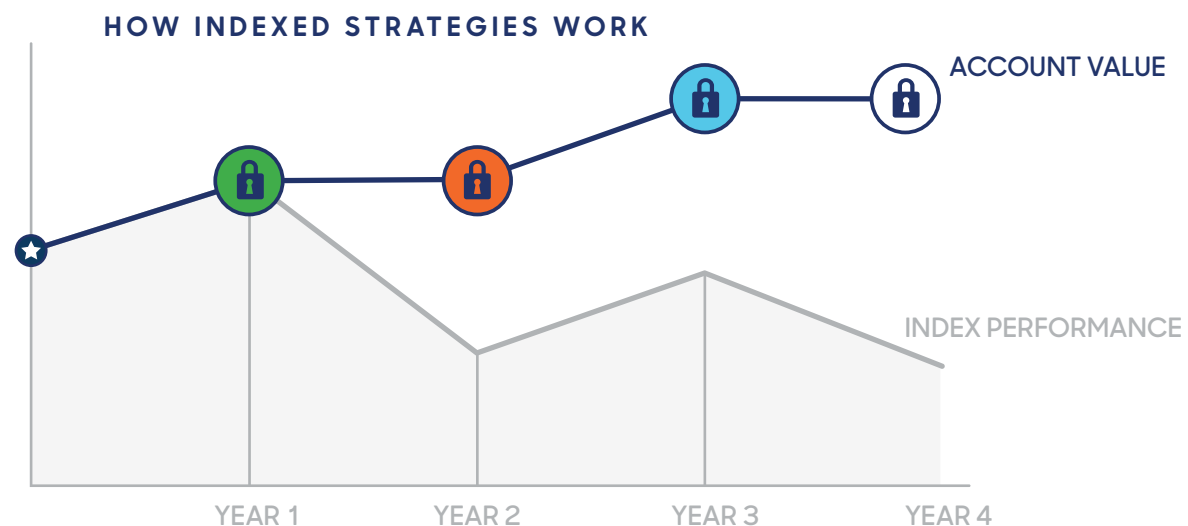 HOW INDEXED STRATEGIES WORK
ACCOUNT VALUE
INDEX PERFORMANCE
YEAR 1
YEAR 2
YEAR 3
YEAR 4